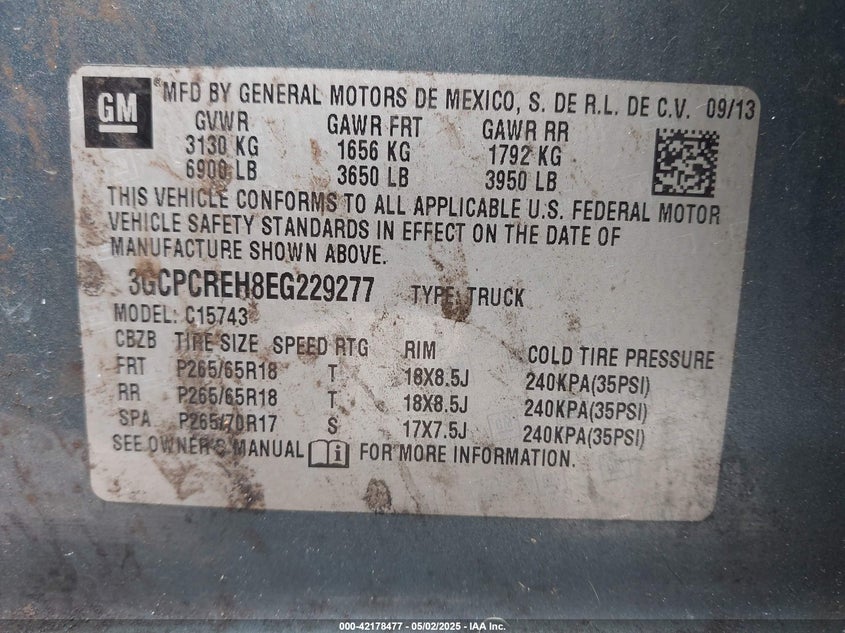 GM
®MFD BY GENERAL MOTORS DE MEXICO, S. DE R.L. DE C.V. 09/13
GVWR GAWR FRT GAWR RR
3130 KG 1656 KG 1792 KG
6900 LB 3650 LB 3950 LB
THIS VEHICLE CONFORMS TO ALL APPLICABLE U.S. FEDERAL MOTOR
VEHICLE SAFETY STANDARDS IN EFFECT ON THE DATE OF
MANUFACTURE SHOWN ABOVE.
3GCPCREH8EG229277 TYPE: TRUCK
MODEL: C15743
CBZB TIRE SIZE SPEED RTG RIM COLD TIRE PRESSURE
FRT P265/65R18 T 18X8.5J 240KPA(35PSI)
RR P265/65R18 T 18X8.5J 240KPA(35PSI)
SPA P265/70R17 S 17X7.5J 240KPA(35PSI)
SEE OWNER'S MANUAL i FOR MORE INFORMATION.
000-42178477 - 05/02/2025 - IAA Inc.